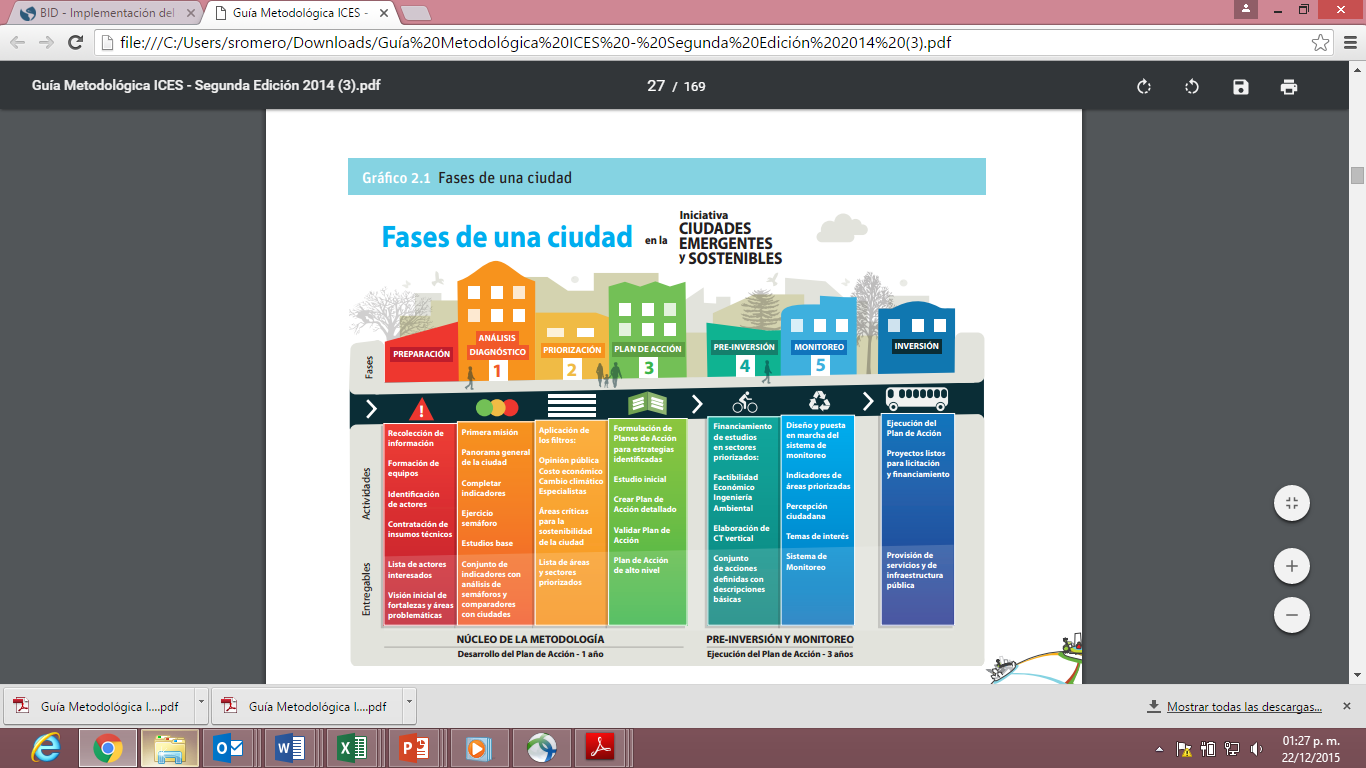 BID - Implementación del
Guía Metodológica ICES -
file:///C:/Users/sromero/Downloads/Guía%20Metodológica%20ICES%20-%20Segunda%20Edición%202014%20(3).pdf
Guía Metodológica ICES - Segunda Edición 2014 (3).pdf
27 / 169
Gráfico 2.1 Fases de una ciudad
Fases de una ciudad en la
Iniciativa
CIUDADES
EMERGENTES
y SOSTENIBLES
Fases
PREPARACIÓN
ANÁLISIS
DIAGNÓSTICO
1
PRIORIZACIÓN
2
PLAN DE ACCIÓN
3
PRE-INVERSIÓN
4
MONITOREO
5
INVERSIÓN
Actividades
Recolección de
información
Formación de
equipos
Identificación
de actores
Contratación de
insumos técnicos
Primera misión
Panorama general
de la ciudad
Completar
indicadores
Ejercicio
semáforo
Estudios base
Aplicación de
los filtros:
Opinión pública
Costo económico
Cambio climático
Especialistas
Áreas críticas
para la
sostenibilidad
de la ciudad
Formulación de
Planes de Acción
para estrategias
identificadas
Estudio inicial
Crear Plan de
Acción detallado
Validar Plan de
Acción
Financiamiento
de estudios
en sectores
priorizados:
Factibilidad
Económico
Ingeniería
Ambiental
Elaboración de
CT vertical
Diseño y puesta
en marcha del
sistema de
monitoreo
Indicadores de
áreas priorizadas
Percepción
ciudadana
Temas de interés
Ejecución del
Plan de Acción
Proyectos listos
para licitación
y financiamiento
Entregables
Lista de actores
interesados
Visión inicial de
fortalezas y áreas
problemáticas
Conjunto de
indicadores con
análisis de
semáforos y
comparadores
con ciudades
Lista de áreas
y sectores
priorizados
Plan de Acción
de alto nivel
Conjunto
de acciones
definidas con
descripciones
básicas
Sistema de
Monitoreo
Provisión de
servicios y de
infraestructura
pública
NÚCLEO DE LA METODOLOGÍA
Desarrollo del Plan de Acción - 1 año
PRE-INVERSIÓN Y MONITOREO
Ejecución del Plan de Acción - 3 años
Guía Metodológica I....pdf
Guía Metodológica I....pdf
Mostrar todas las descargas...
01:27 p. m.
22/12/2015